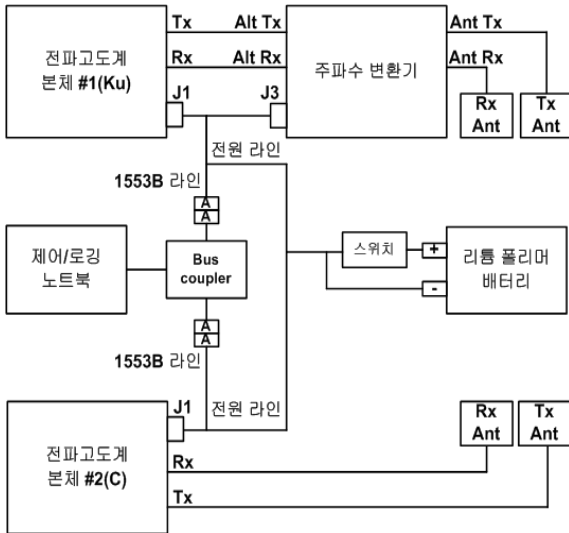 Tx
Alt Tx
Ant Tx
전파고도계
본체 #1(Ku)
Rx
Alt Rx
주파수 변환기
Ant Rx
J1
J3
Rx
Ant
Tx
Ant
전원 라인
1553B 라인
A
A
제어/로깅
노트북
Bus
coupler
스위치
+
-
리튬 폴리머
배터리
A
A
1553B 라인
전원 라인
J1
전파고도계
본체 #2(C)
Rx
Tx
Rx
Ant
Tx
Ant